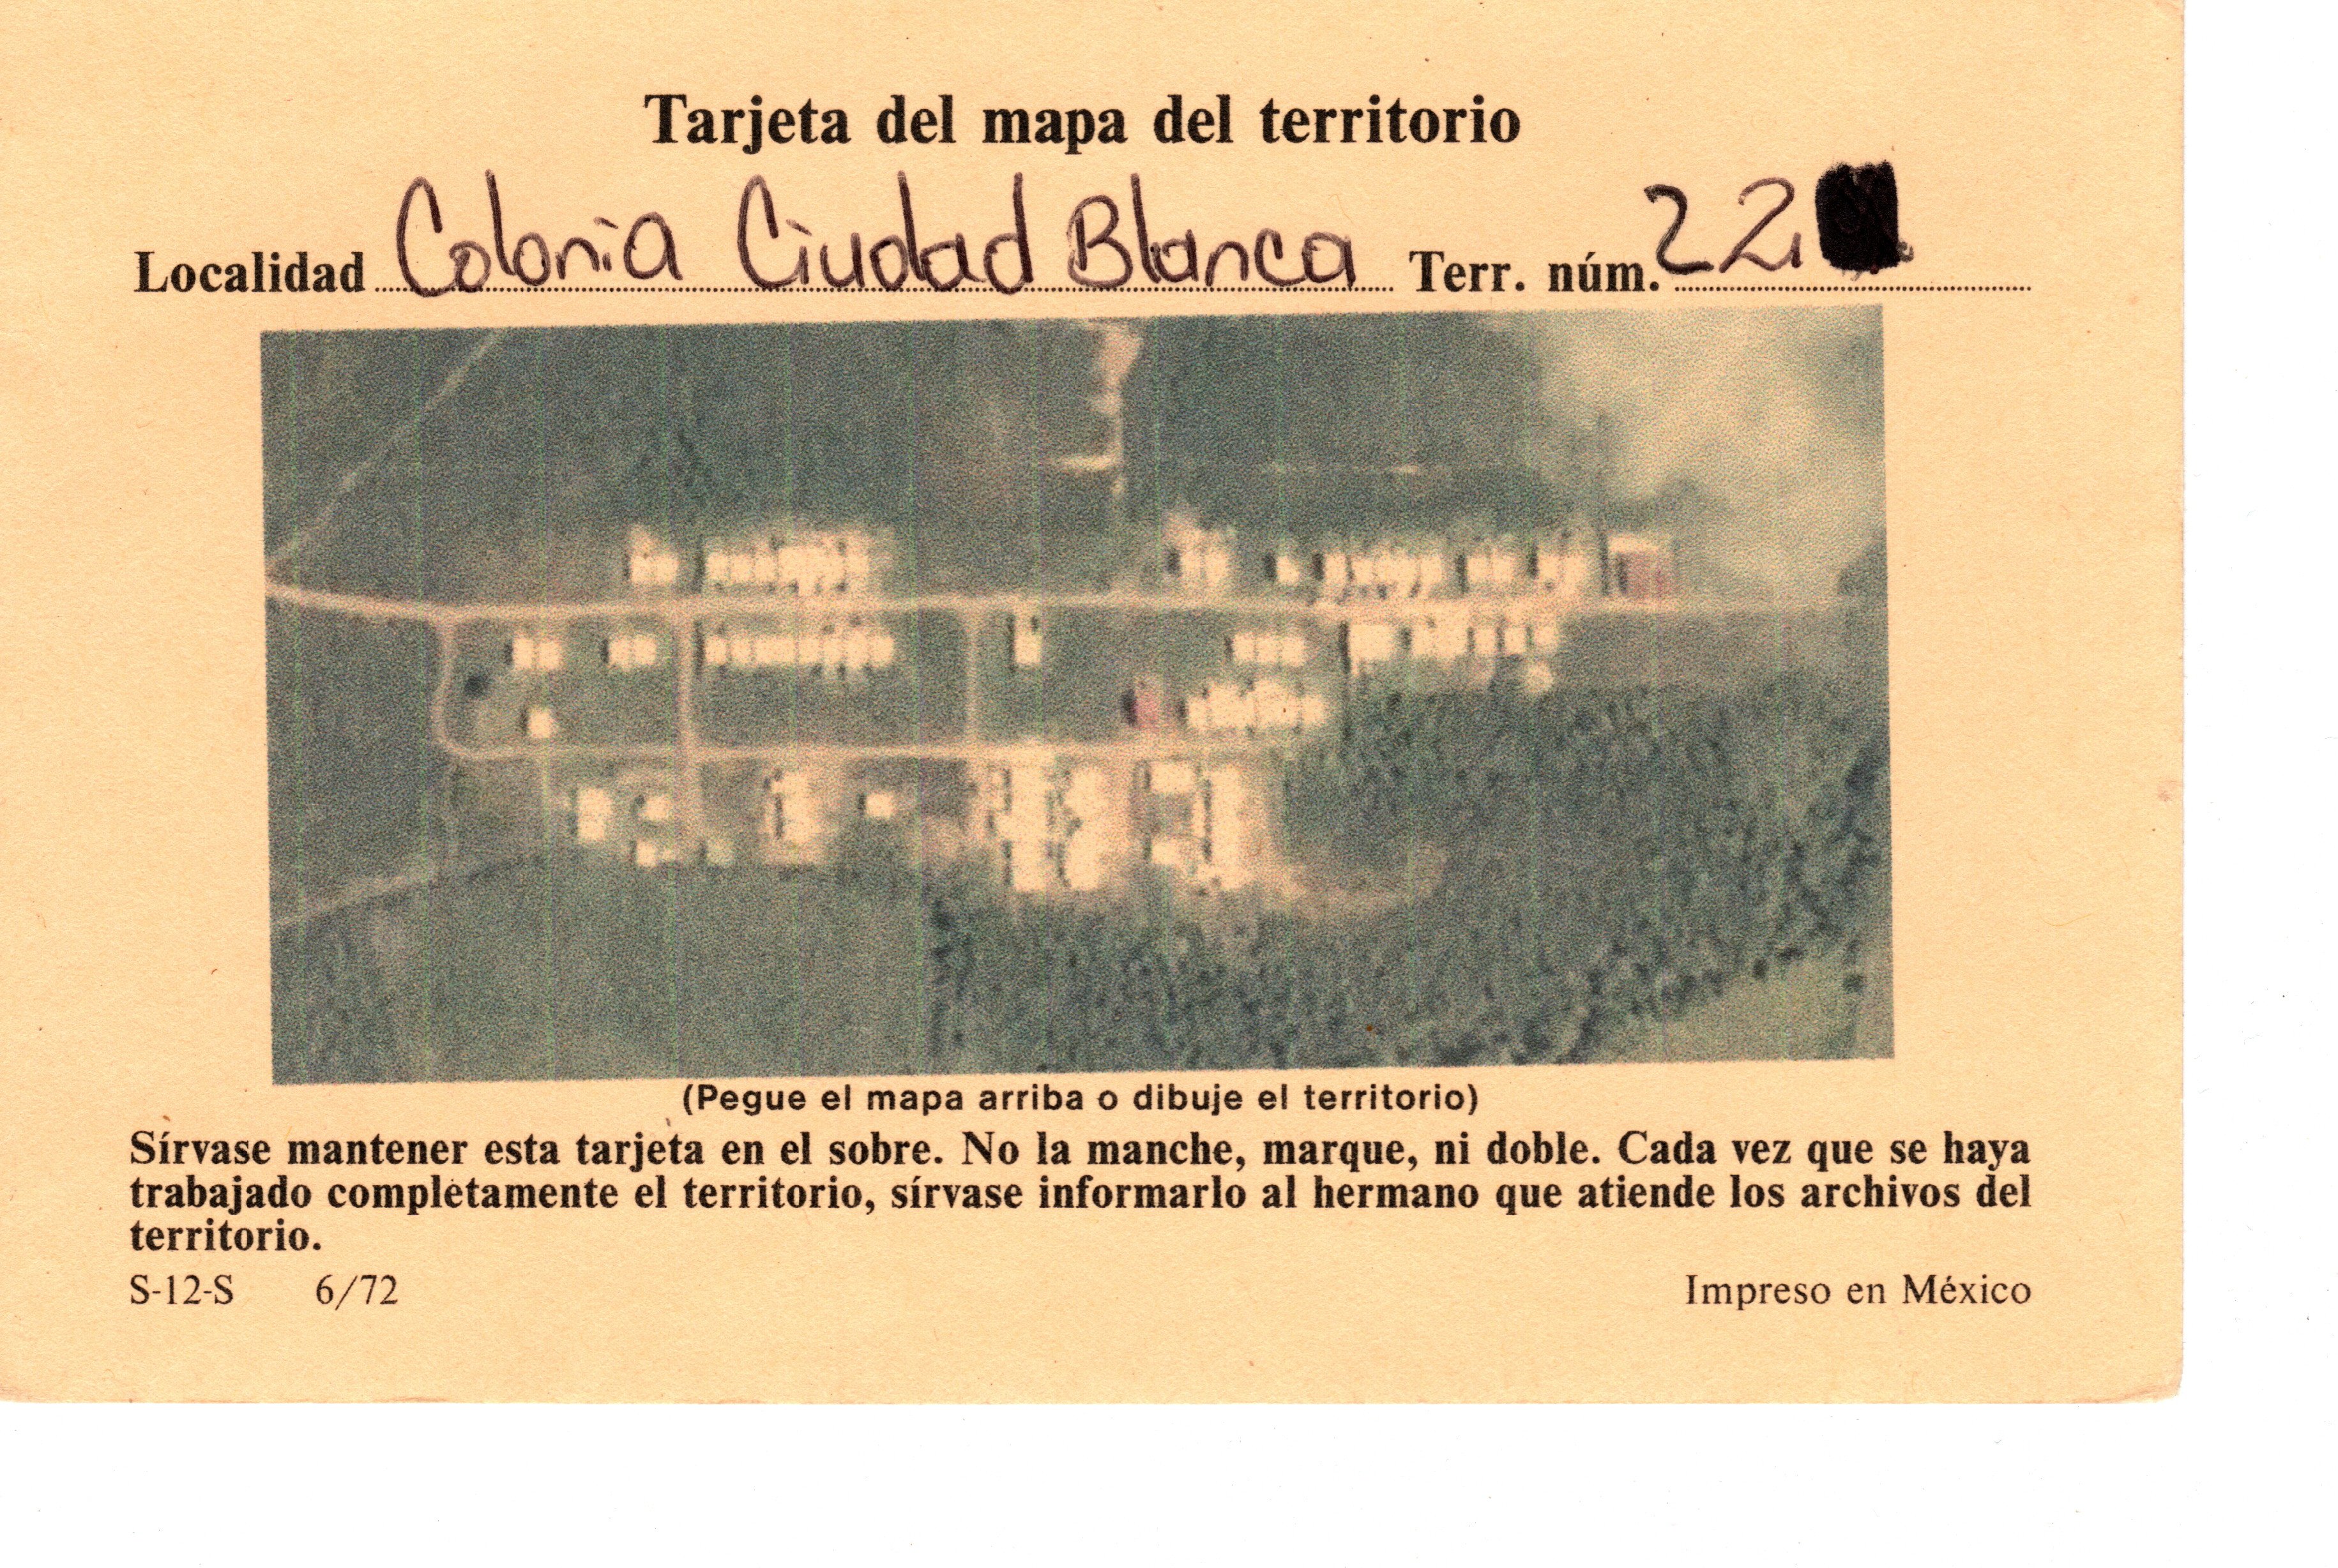 Tarjeta del mapa del territorio
Localidad Colonia Ciudad Blanca Terr. núm. 22
(Pegue el mapa arriba o dibuje el territorio)
Sírvase mantener esta tarjeta en el sobre. No la manche, marque, ni doble. Cada vez que se haya
trabajado completamente el territorio, sírvase informarlo al hermano que atiende los archivos del
territorio.
S-12-S 6/72 Impreso en México